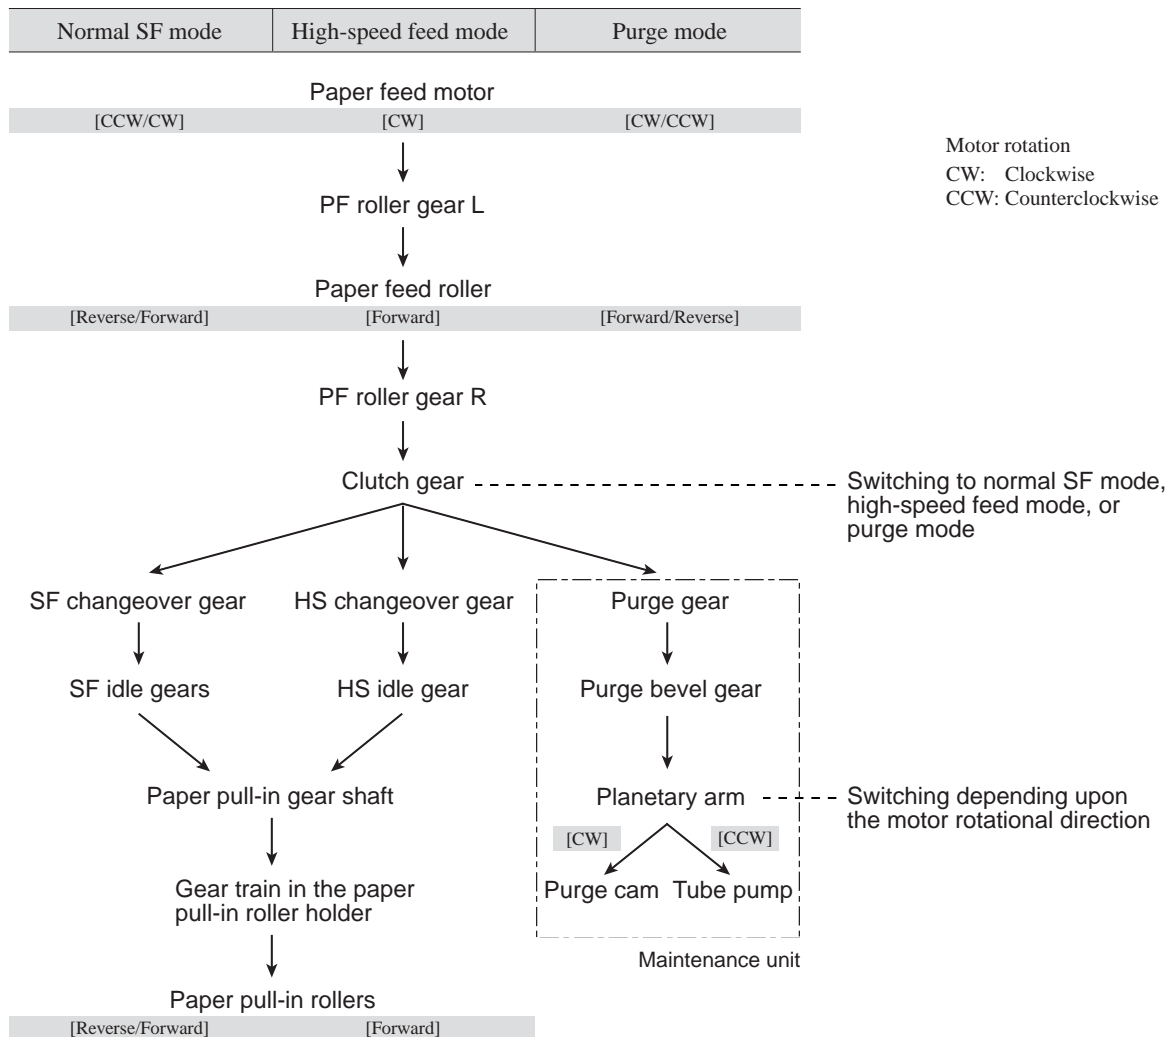 Normal SF mode High-speed feed mode Purge mode
Paper feed motor
[CCW/CW] [CW] [CW/CCW]
Motor rotation
CW: Clockwise
CCW: Counterclockwise
PF roller gear L
Paper feed roller
[Reverse/Forward] [Forward] [Forward/Reverse]
PF roller gear R
Clutch gear
Switching to normal SF mode,
high-speed feed mode, or
purge mode
SF changeover gear HS changeover gear Purge gear
SF idle gears HS idle gear Purge bevel gear
Paper pull-in gear shaft Planetary arm
Switching depending upon
the motor rotational direction
[CW] [CCW]
Purge cam Tube pump
Gear train in the paper
pull-in roller holder
Maintenance unit
Paper pull-in rollers
[Reverse/Forward] [Forward]